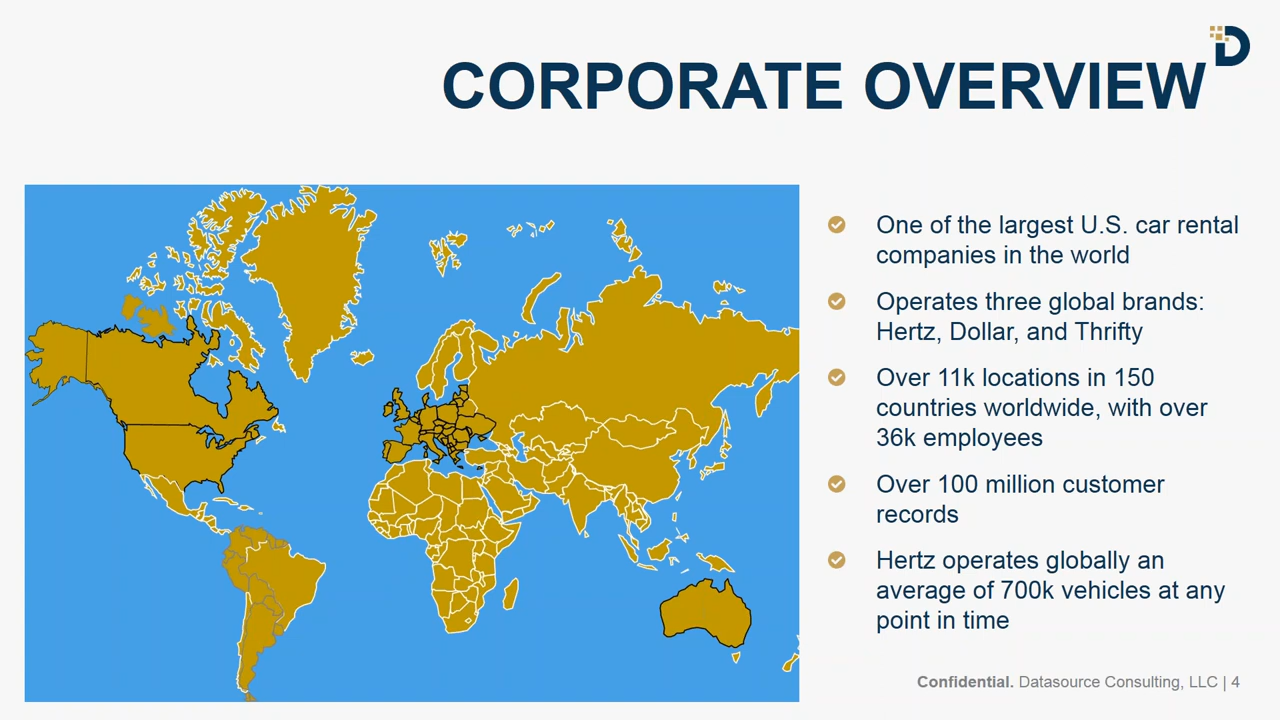 CORPORATE OVERVIEW
One of the largest U.S. car rental
companies in the world
Operates three global brands:
Hertz, Dollar, and Thrifty
Over 11k locations in 150
countries worldwide, with over
36k employees
Over 100 million customer
records
Hertz operates globally an
average of 700k vehicles at any
point in time
Confidential. Datasource Consulting, LLC | 4